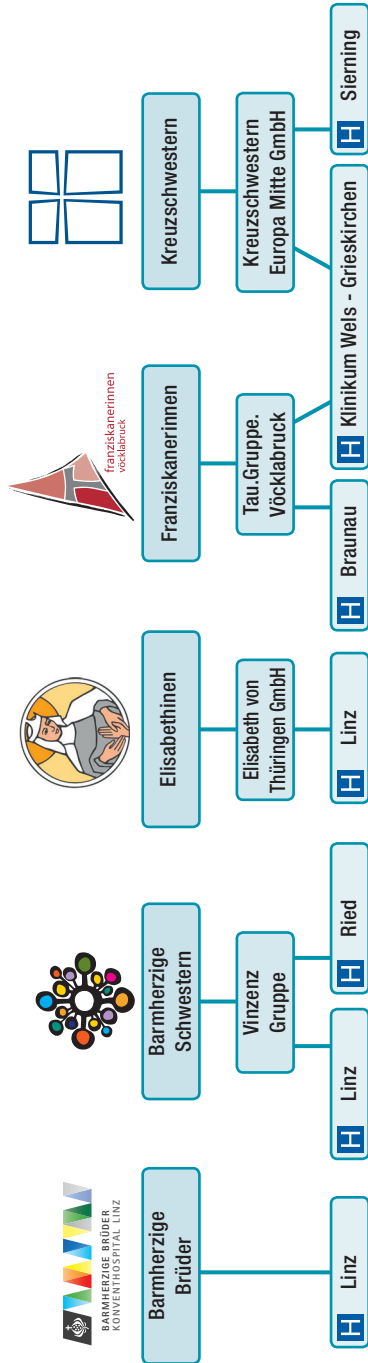 BARMHERZIGE BRÜDER
KONVENTHOSPITAL LINZ
franziskanerinnen
vöcklabruck
Barmherzige
Brüder
Barmherzige
Schwestern
Elisabethinen
Franziskanerinnen
Kreuzschwestern
Vinzenz
Gruppe
Elisabeth von
Thüringen GmbH
Tau.Gruppe.
Vöcklabruck
Kreuzschwestern
Europa Mitte GmbH
H Linz
H Linz
H Ried
H Linz
H Braunau
H Klinikum Wels - Grieskirchen
H Sierning